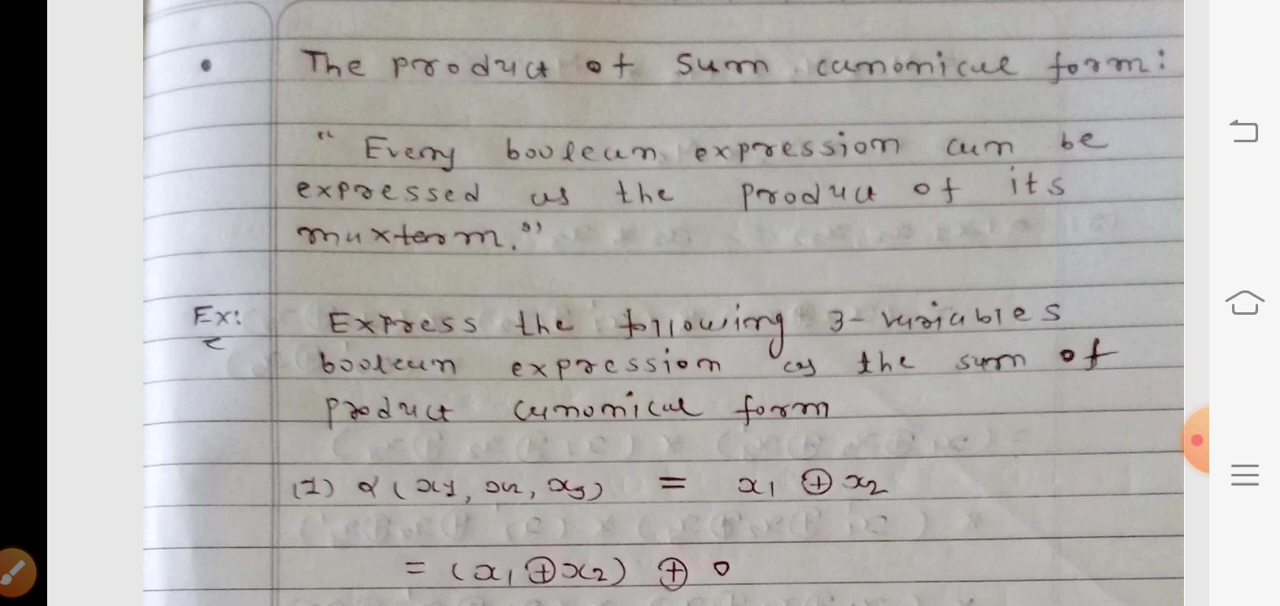 • The product of sum canonical form:
" Every boolean expression can be
expressed as the product of its
maxterm."
Ex: Express the following 3-variables
boolean expression as the sum of
product canonical form
(1) α(x1, x2, x3) = x1 ⊕ x2
= (x1 ⊕ x2) ⊕ 0